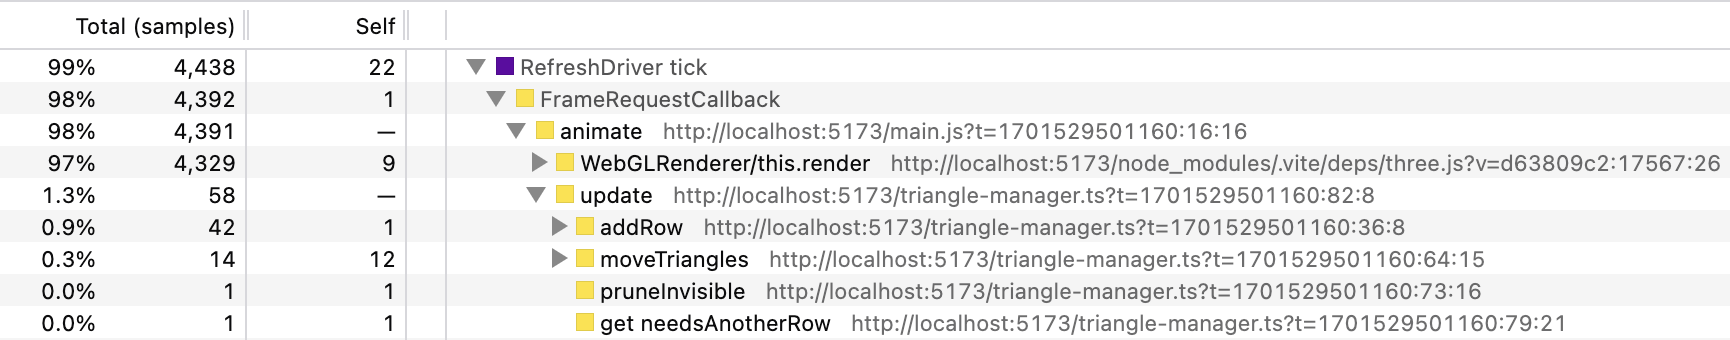 Total (samples) Self
99% 4,438 22 RefreshDriver tick
98% 4,392 1 FrameRequestCallback
98% 4,391 — animate http://localhost:5173/main.js?t=1701529501160:16:16
97% 4,329 9 WebGLRenderer/this.render http://localhost:5173/node_modules/.vite/deps/three.js?v=d63809c2:17567:26
1.3% 58 — update http://localhost:5173/triangle-manager.ts?t=1701529501160:82:8
0.9% 42 1 addRow http://localhost:5173/triangle-manager.ts?t=1701529501160:36:8
0.3% 14 12 moveTriangles http://localhost:5173/triangle-manager.ts?t=1701529501160:64:15
0.0% 1 1 pruneInvisible http://localhost:5173/triangle-manager.ts?t=1701529501160:73:16
0.0% 1 1 get needsAnotherRow http://localhost:5173/triangle-manager.ts?t=1701529501160:79:21